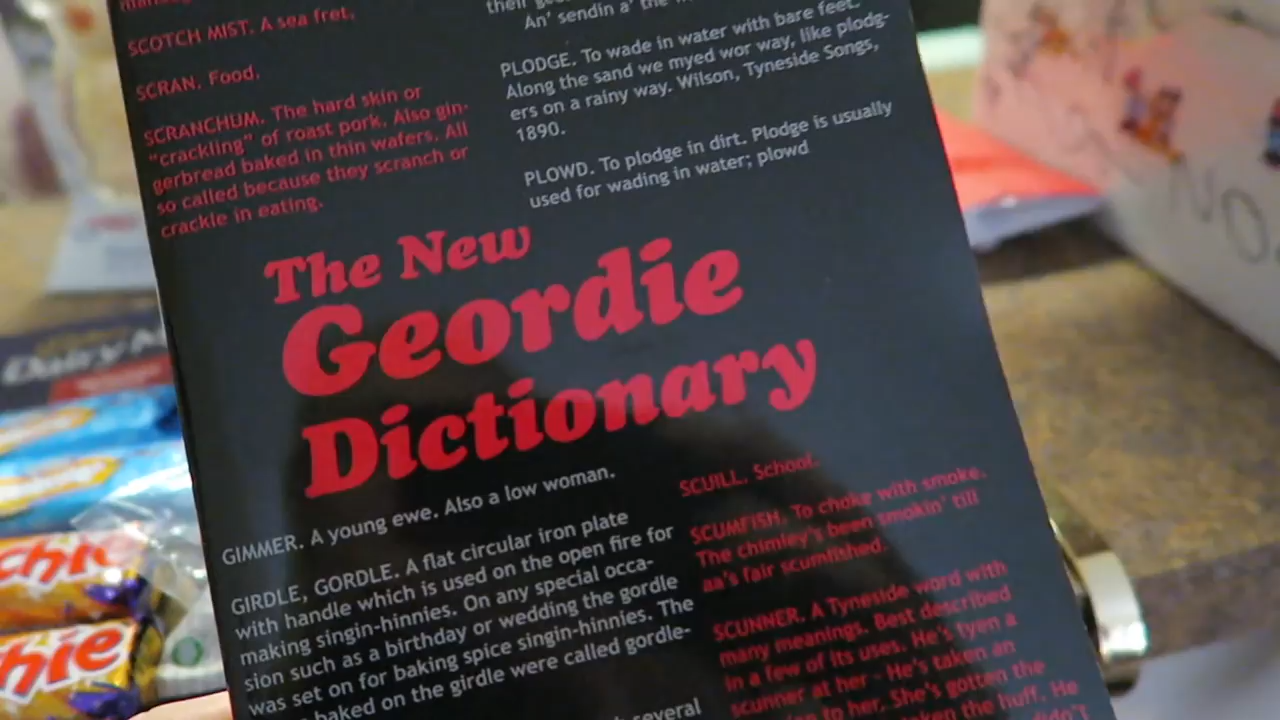 SCOTCH MIST. A sea fret.
SCRAN. Food.
SCRANCHUM. The hard skin or
"crackling" of roast pork. Also gin-
gerbread baked in thin wafers. All
so called because they scranch or
crackle in eating.
their
An' sendin a' the
PLODGE. To wade in water with bare feet.
Along the sand we myed wor way, like plodg-
ers on a rainy way. Wilson, Tyneside Songs,
1890.
PLOWD. To plodge in dirt. Plodge is usually
used for wading in water; plowd
The New
Geordie
Dictionary
GIMMER. A young ewe. Also a low woman.
GIRDLE, GORDLE. A flat circular iron plate
with handle which is used on the open fire for
making singin-hinnies. On any special occa-
sion such as a birthday or wedding the gordle
was set on for baking spice singin-hinnies. The
baked on the girdle were called gordle-
several
SCUILL. School.
SCUMFISH. To choke with smoke.
The chimley's been smokin' till
aa's fair scumfished.
SCUNNER. A Tyneside word with
many meanings. Best described
in a few of its uses. He's tyen a
scunner at her - He's taken an
to her. She's gotten the
taken the huff. He
didn't
Dairy M
chie
hie
NO